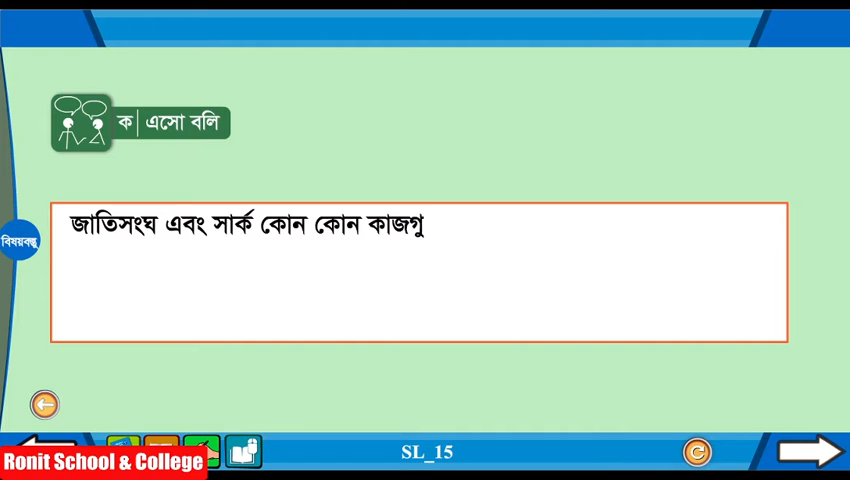 ক | এসো বলি
জাতিসংঘ এবং সার্ক কোন কোন কাজগু
বিষয়বস্তু
SL_15
Ronit School & College